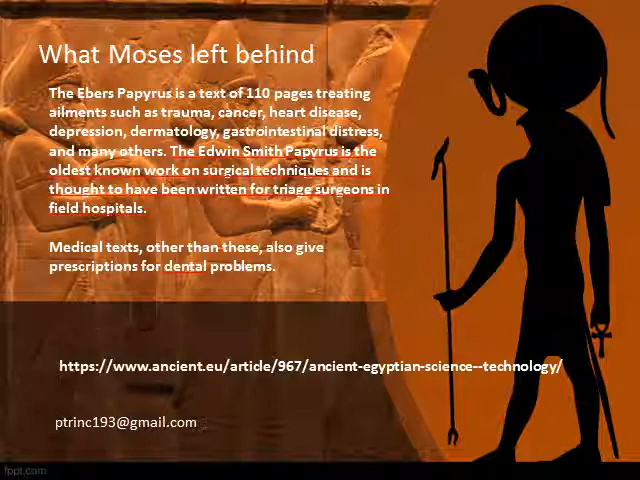 What Moses left behind
The Ebers Papyrus is a text of 110 pages treating
ailments such as trauma, cancer, heart disease,
depression, dermatology, gastrointestinal distress,
and many others. The Edwin Smith Papyrus is the
oldest known work on surgical techniques and is
thought to have been written for triage surgeons in
field hospitals.
Medical texts, other than these, also give
prescriptions for dental problems.
https://www.ancient.eu/article/967/ancient-egyptian-science--technology/
ptrinc193@gmail.com
fppt.com